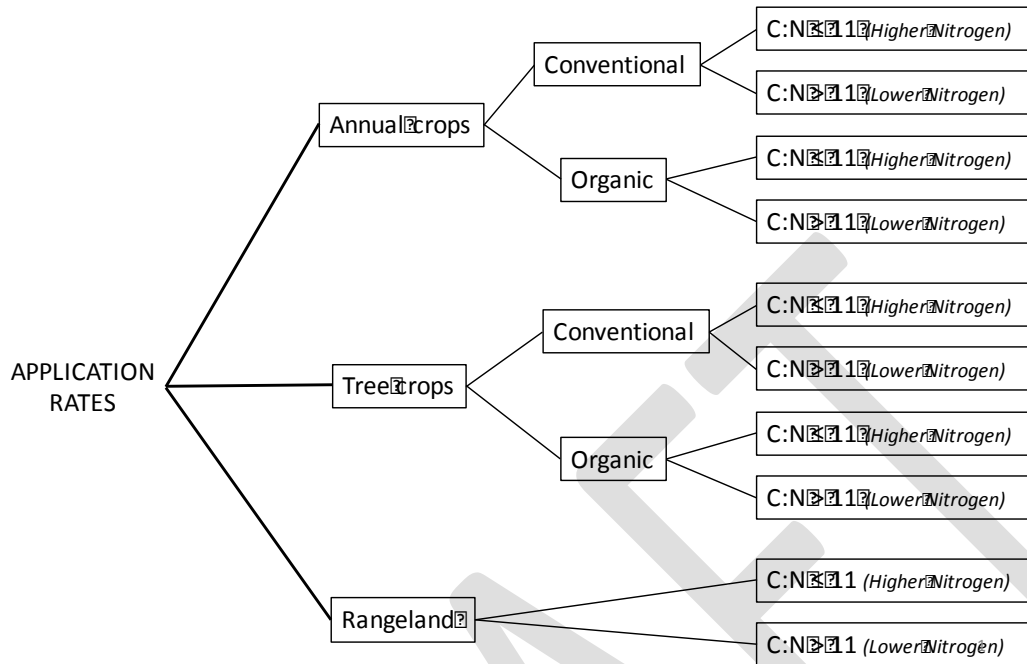 C:N < 11 (Higher Nitrogen)
Conventional
C:N > 11 (Lower Nitrogen)
Annual crops
C:N < 11 (Higher Nitrogen)
Organic
C:N > 11 (Lower Nitrogen)
C:N < 11 (Higher Nitrogen)
Conventional
C:N > 11 (Lower Nitrogen)
APPLICATION
RATES
Tree crops
C:N < 11 (Higher Nitrogen)
Organic
C:N > 11 (Lower Nitrogen)
C:N < 11 (Higher Nitrogen)
Rangeland
C:N > 11 (Lower Nitrogen)